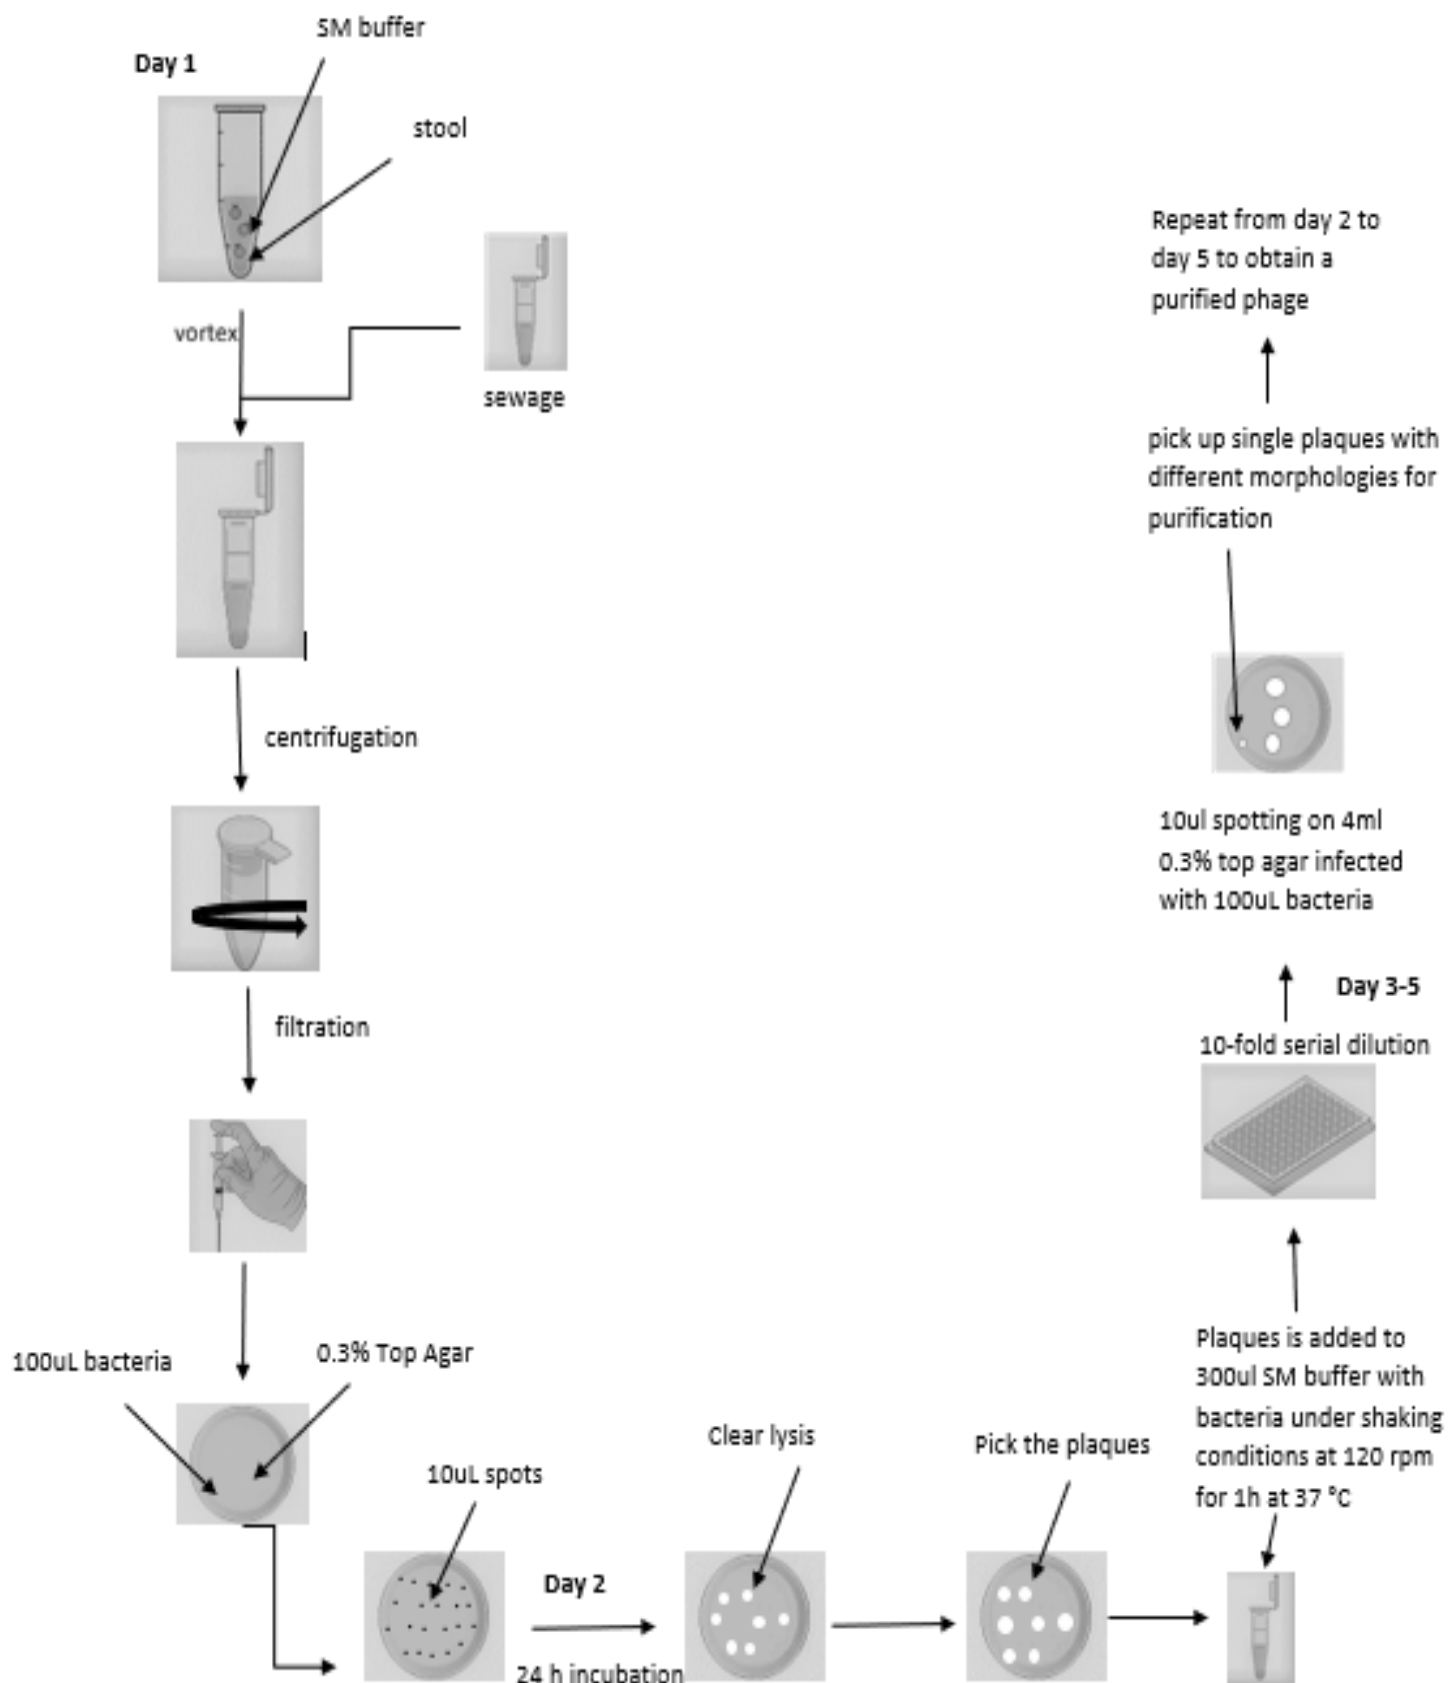 SM buffer
Day 1
stool
vortex
sewage
centrifugation
filtration
100uL bacteria
0.3% Top Agar
10uL spots
Day 2
24 h incubation
Clear lysis
Pick the plaques
Plaques is added to
300ul SM buffer with
bacteria under shaking
conditions at 120 rpm
for 1h at 37 °C
10-fold serial dilution
Day 3-5
10ul spotting on 4ml
0.3% top agar infected
with 100uL bacteria
pick up single plaques with
different morphologies for
purification
Repeat from day 2 to
day 5 to obtain a
purified phage